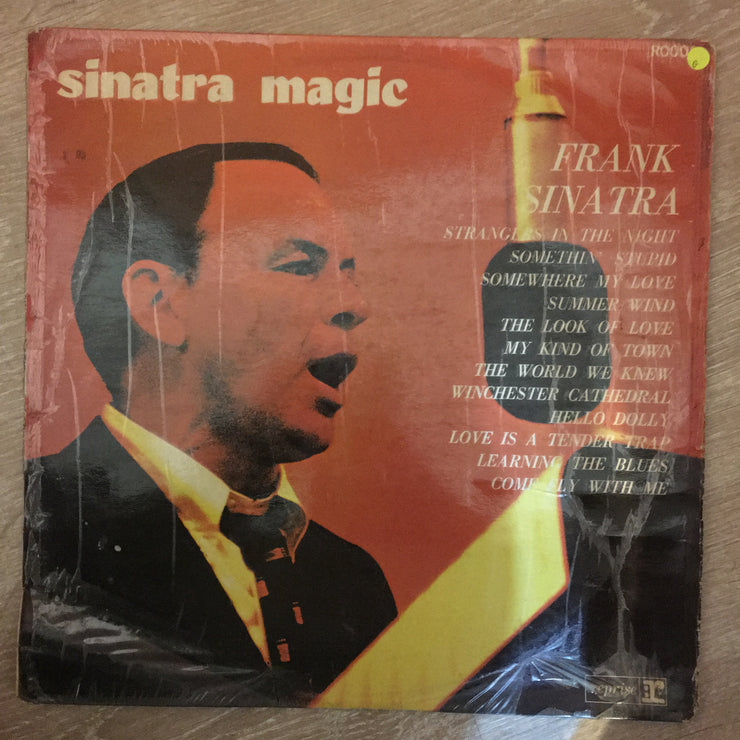 sinatra magic
FRANK
SINATRA
STRANGERS IN THE NIGHT
SOMETHIN' STUPID
SOMEWHERE MY LOVE
SUMMER WIND
THE LOOK OF LOVE
MY KIND OF TOWN
THE WORLD WE KNEW
WINCHESTER CATHEDRAL
HELLO DOLLY
LOVE IS A TENDER TRAP
LEARNING THE BLUES
COME FLY WITH ME
reprise